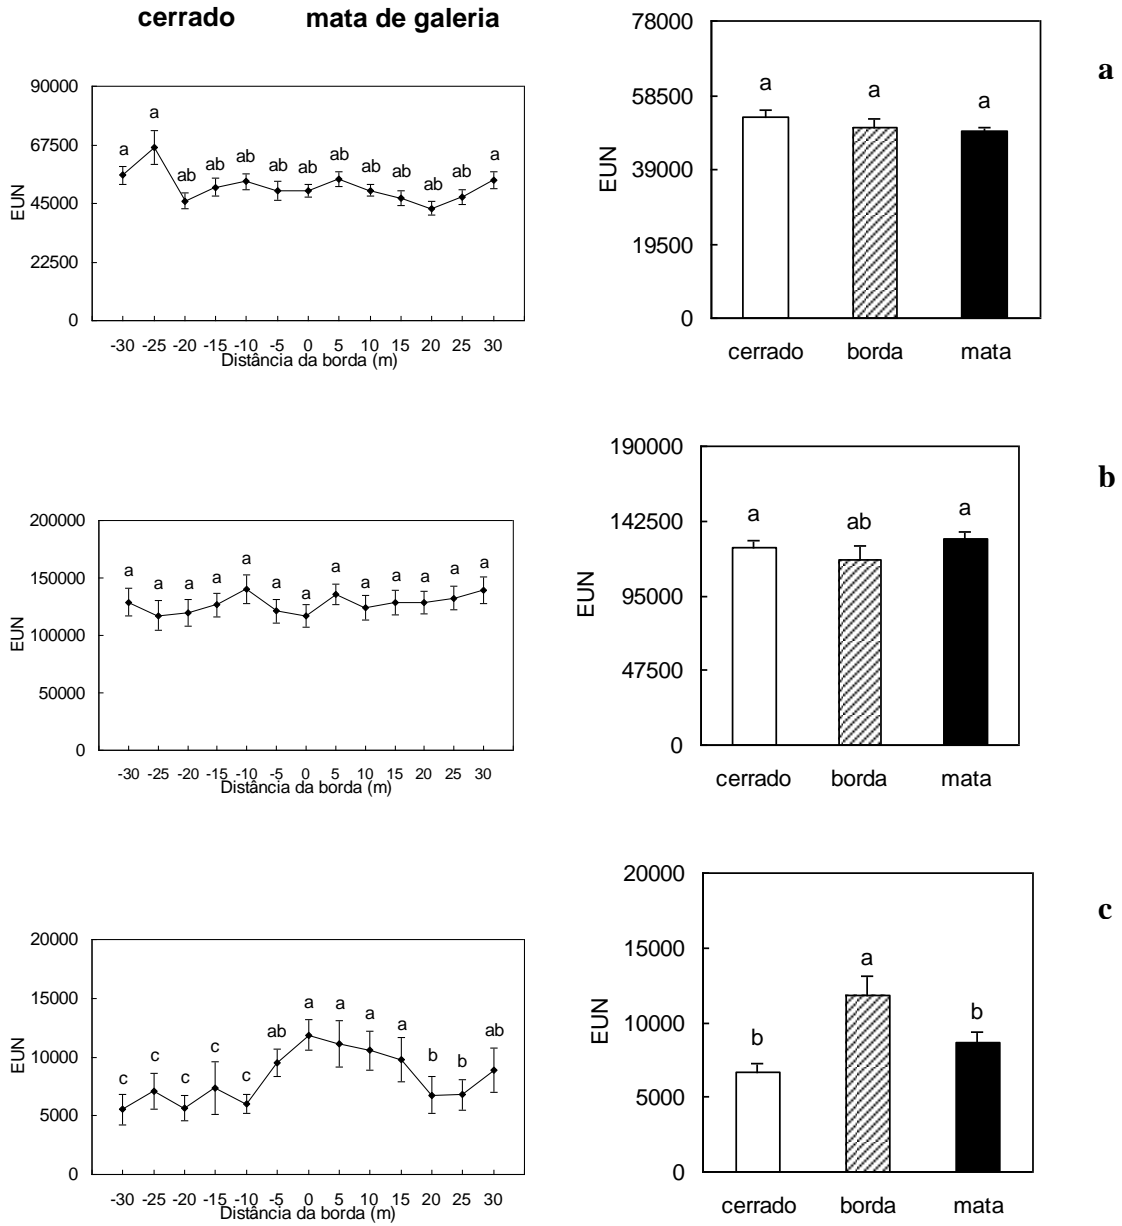 cerrado mata de galeria
a
90000
67500
45000
22500
0
EUN
a a ab ab ab ab ab ab ab ab ab ab a
-30 -25 -20 -15 -10 -5 0 5 10 15 20 25 30
Distância da borda (m)
78000
58500
39000
19500
0
EUN
a a a
cerrado borda mata
b
200000
150000
100000
50000
0
EUN
a a a a a a a a a a a a a
-30 -25 -20 -15 -10 -5 0 5 10 15 20 25 30
Distância da borda (m)
190000
142500
95000
47500
0
EUN
a ab a
cerrado borda mata
c
20000
15000
10000
5000
0
EUN
c c c c c ab a a a a b b ab
-30 -25 -20 -15 -10 -5 0 5 10 15 20 25 30
Distância da borda (m)
20000
15000
10000
5000
0
EUN
b a b
cerrado borda mata